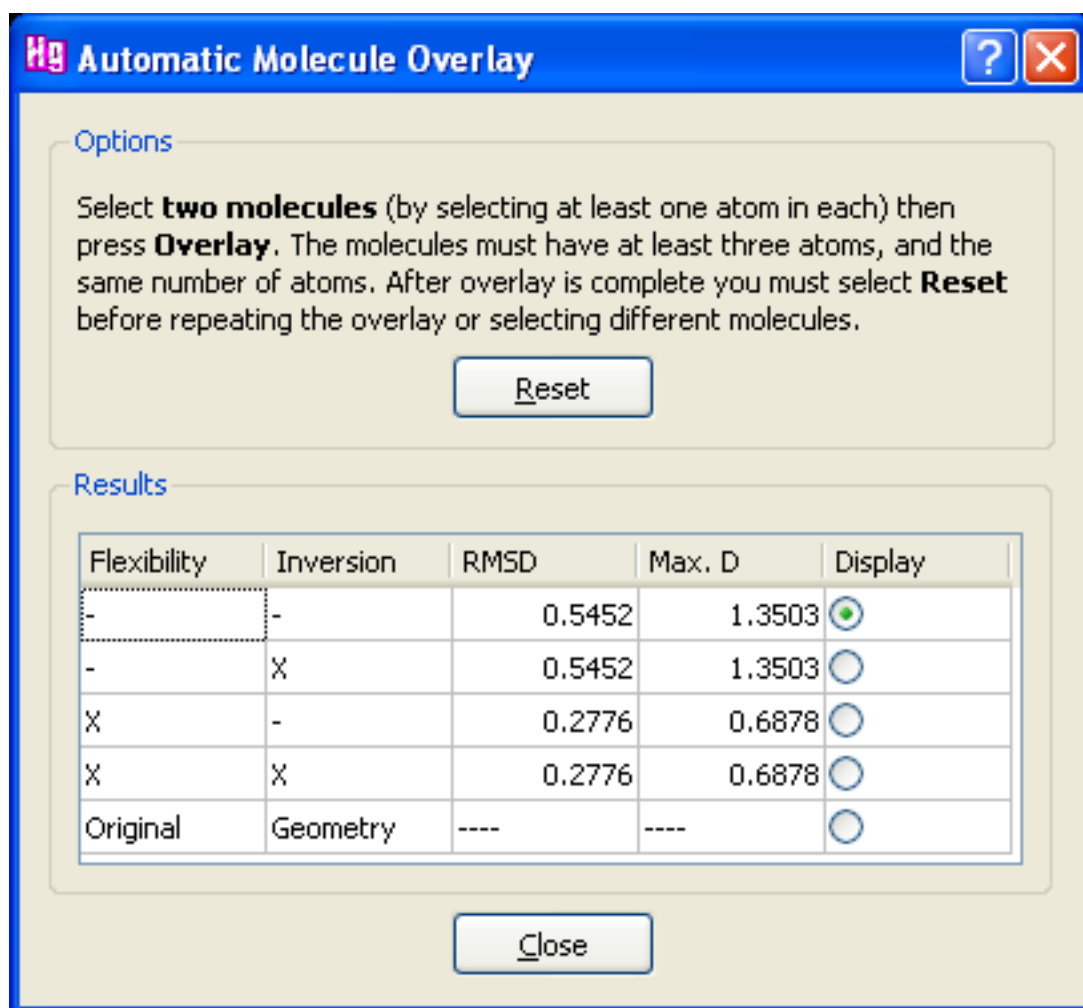 Hg Automatic Molecule Overlay ?
Options
Select two molecules (by selecting at least one atom in each) then
press Overlay. The molecules must have at least three atoms, and the
same number of atoms. After overlay is complete you must select Reset
before repeating the overlay or selecting different molecules.
Reset
Results
Flexibility Inversion RMSD Max. D Display
- - 0.5452 1.3503
- X 0.5452 1.3503
X - 0.2776 0.6878
X X 0.2776 0.6878
Original Geometry ---- ----
Close